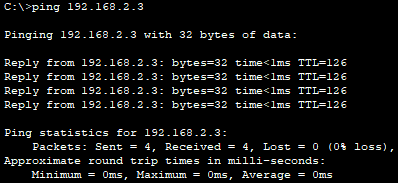 C:\>ping 192.168.2.3
Pinging 192.168.2.3 with 32 bytes of data:
Reply from 192.168.2.3: bytes=32 time<1ms TTL=126
Reply from 192.168.2.3: bytes=32 time<1ms TTL=126
Reply from 192.168.2.3: bytes=32 time<1ms TTL=126
Reply from 192.168.2.3: bytes=32 time<1ms TTL=126
Ping statistics for 192.168.2.3:
Packets: Sent = 4, Received = 4, Lost = 0 (0% loss),
Approximate round trip times in milli-seconds:
Minimum = 0ms, Maximum = 0ms, Average = 0ms